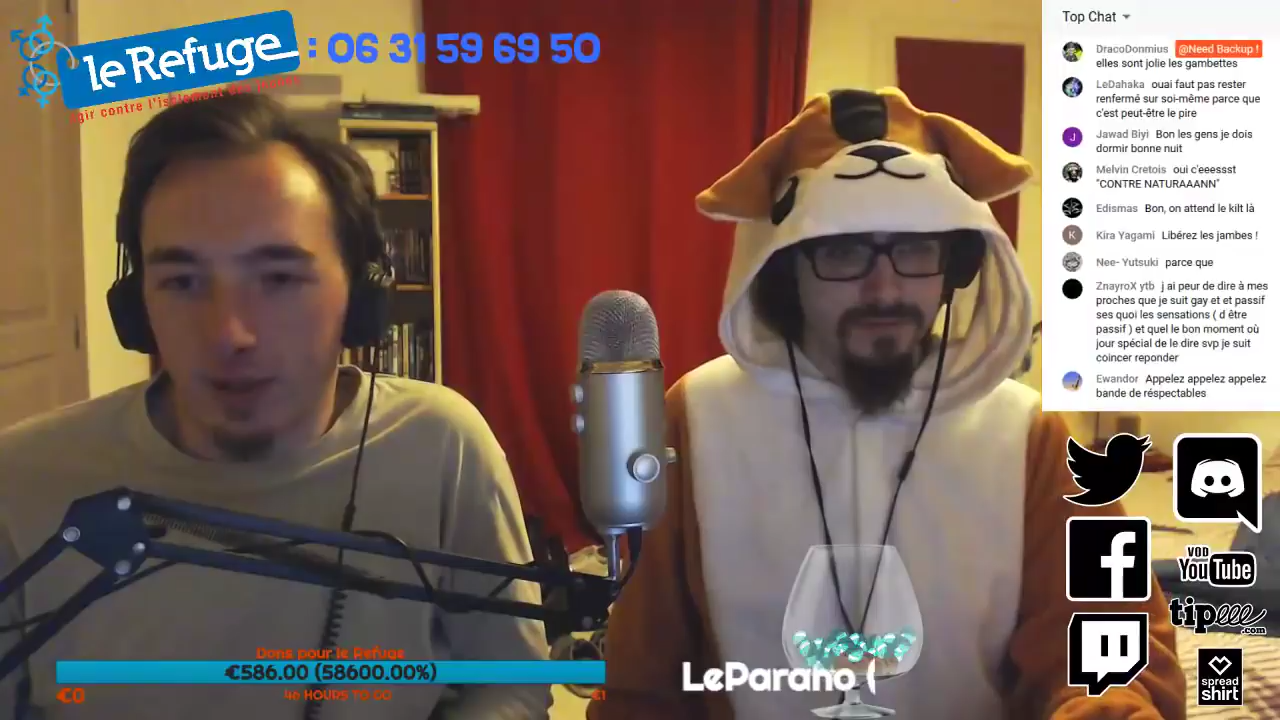 le Refuge : 06 31 59 69 50
agir contre l'isolement des jeunes
Top Chat
DracoDonmius @Need Backup !
elles sont jolie les gambettes
LeDahaka ouai faut pas rester
renfermé sur soi-même parce que
c'est peut-être le pire
J Jawad Biyi Bon les gens je dois
dormir bonne nuit
Melvin Cretois oui c'eeessst
"CONTRE NATURAAANN"
Edismas Bon, on attend le kilt là
K Kira Yagami Libérez les jambes !
Nee- Yutsuki parce que
ZnayroX ytb j ai peur de dire à mes
proches que je suit gay et et passif
ses quoi les sensations ( d être
passif ) et quel le bon moment où
jour spécial de le dire svp je suit
coincer reponder
Ewandor Appelez appelez appelez
bande de réspectables
VOD
YouTube
tipeee
.com
spread
shirt
Dons pour le Refuge
€586.00 (58600.00%)
€0 46 HOURS TO GO €1
LeParano (